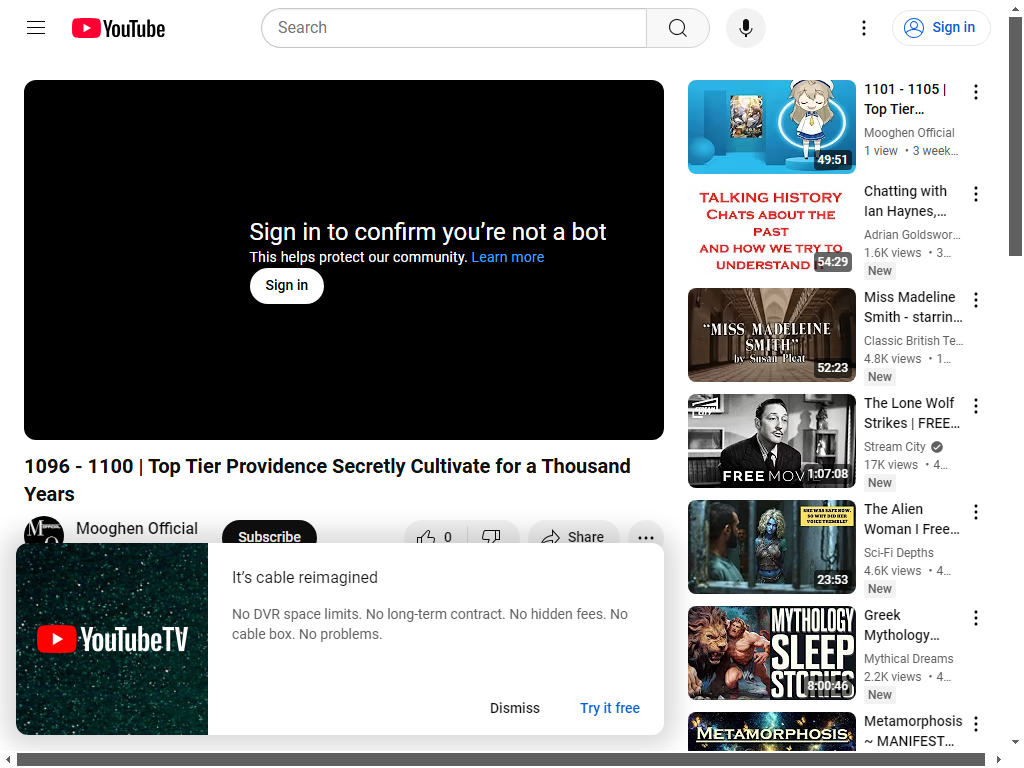 YouTube
Search
Sign in
Sign in to confirm you’re not a bot
This helps protect our community. Learn more
Sign in
1096 - 1100 | Top Tier Providence Secretly Cultivate for a Thousand
Years
Mooghen Official
Subscribe
0
Share
YouTubeTV
It’s cable reimagined
No DVR space limits. No long-term contract. No hidden fees. No
cable box. No problems.
Dismiss
Try it free
49:51
1101 - 1105 |
Top Tier…
Mooghen Official
1 view • 3 week…
TALKING HISTORY
CHATS ABOUT THE
PAST
AND HOW WE TRY TO
UNDERSTAND IT
54:29
Chatting with
Ian Haynes,…
Adrian Goldswor…
1.6K views • 3…
New
“MISS MADELEINE
SMITH”
by Susan Pleat
52:23
Miss Madeline
Smith - starrin…
Classic British Te…
4.8K views • 1…
New
FREE MOVI
1:07:08
The Lone Wolf
Strikes | FREE…
Stream City
17K views • 4…
New
SHE WAS SAFE NOW.
SO WHY DID HER
VOICE TREMBLE?
23:53
The Alien
Woman I Free…
Sci-Fi Depths
4.6K views • 4…
New
MYTHOLOGY
SLEEP
STORIES
8:00:46
Greek
Mythology…
Mythical Dreams
2.2K views • 4…
New
METAMORPHOSIS
Metamorphosis
~ MANIFEST…